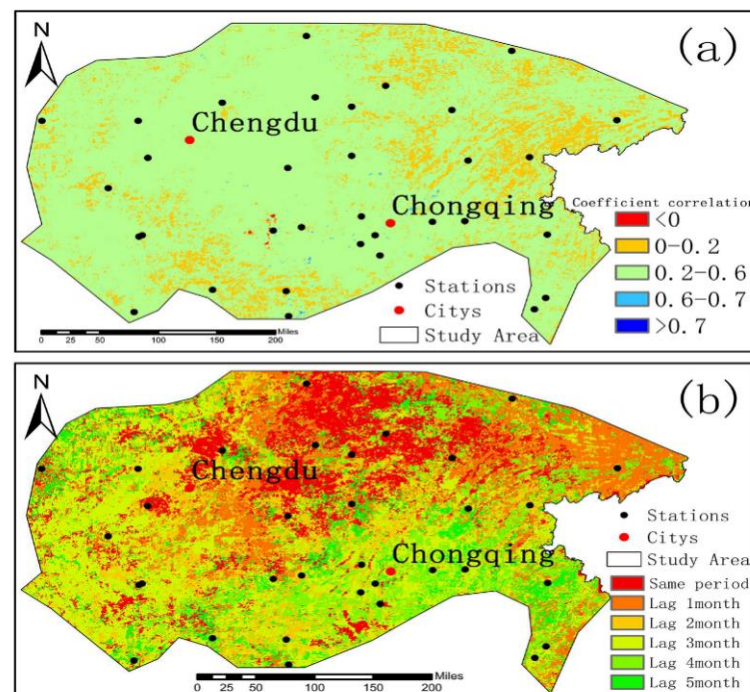 N
(a)
Chengdu
Chongqing
Coefficient correlation
<0
0-0.2
0.2-0.6
0.6-0.7
>0.7
Stations
Citys
Study Area
0 25 50 100 150 200
Miles
N
(b)
Chengdu
Chongqing
Stations
Citys
Study Area
Same period
Lag 1month
Lag 2month
Lag 3month
Lag 4month
Lag 5month
0 25 50 100 150 200
Miles